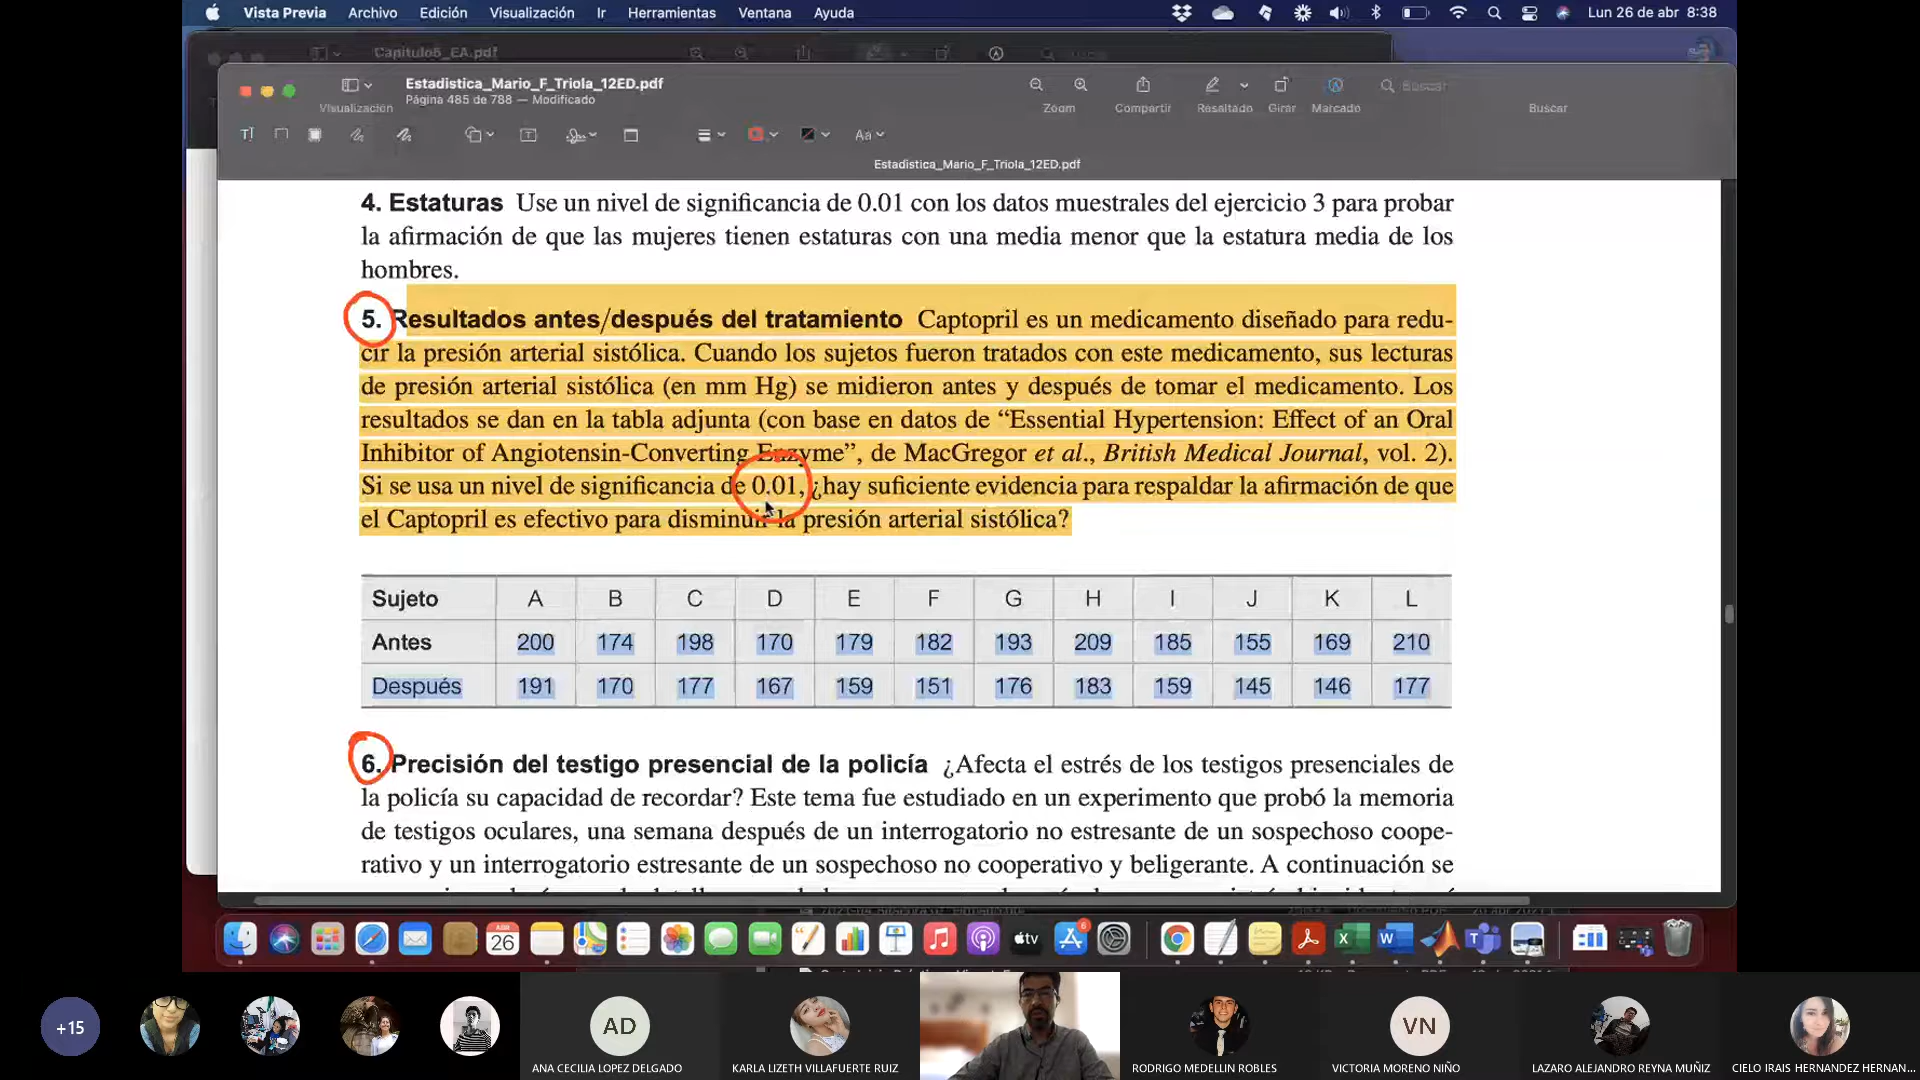 Vista Previa Archivo Edición Visualización Ir Herramientas Ventana Ayuda Lun 26 de abr 8:38
Capitulo5_EA.pdf
Estadistica_Mario_F_Triola_12ED.pdf
Página 485 de 788 — Modificado
Buscar
Visualización Zoom Compartir Resaltado Girar Marcado Buscar
Estadistica_Mario_F_Triola_12ED.pdf
4. Estaturas Use un nivel de significancia de 0.01 con los datos muestrales del ejercicio 3 para probar
la afirmación de que las mujeres tienen estaturas con una media menor que la estatura media de los
hombres.
5. Resultados antes/después del tratamiento Captopril es un medicamento diseñado para redu-
cir la presión arterial sistólica. Cuando los sujetos fueron tratados con este medicamento, sus lecturas
de presión arterial sistólica (en mm Hg) se midieron antes y después de tomar el medicamento. Los
resultados se dan en la tabla adjunta (con base en datos de “Essential Hypertension: Effect of an Oral
Inhibitor of Angiotensin-Converting Enzyme”, de MacGregor et al., British Medical Journal, vol. 2).
Si se usa un nivel de significancia de 0.01, ¿hay suficiente evidencia para respaldar la afirmación de que
el Captopril es efectivo para disminuir la presión arterial sistólica?
Sujeto A B C D E F G H I J K L
Antes 200 174 198 170 179 182 193 209 185 155 169 210
Después 191 170 177 167 159 151 176 183 159 145 146 177
6. Precisión del testigo presencial de la policía ¿Afecta el estrés de los testigos presenciales de
la policía su capacidad de recordar? Este tema fue estudiado en un experimento que probó la memoria
de testigos oculares, una semana después de un interrogatorio no estresante de un sospechoso coope-
rativo y un interrogatorio estresante de un sospechoso no cooperativo y beligerante. A continuación se
26
tv
6
+15
AD
VN
ANA CECILIA LOPEZ DELGADO
KARLA LIZETH VILLAFUERTE RUIZ
RODRIGO MEDELLIN ROBLES
VICTORIA MORENO NIÑO
LAZARO ALEJANDRO REYNA MUÑIZ
CIELO IRAIS HERNANDEZ HERNAN...